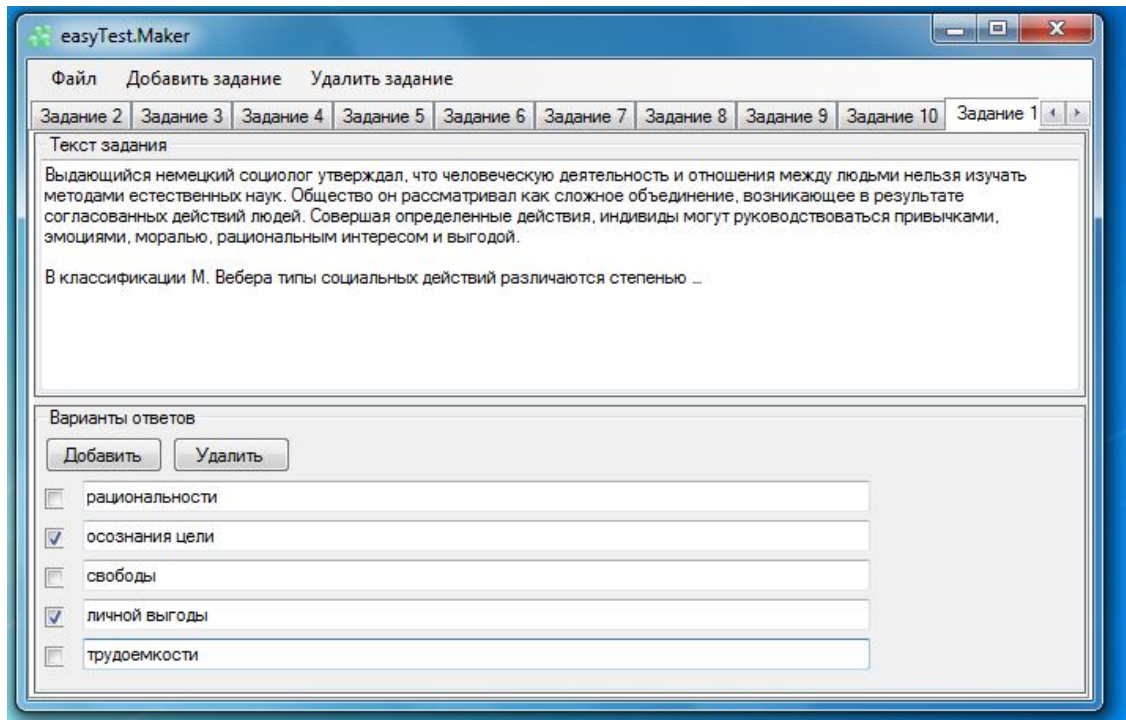 easyTest.Maker
Файл Добавить задание Удалить задание
Задание 2 Задание 3 Задание 4 Задание 5 Задание 6 Задание 7 Задание 8 Задание 9 Задание 10 Задание 1
Текст задания
Выдающийся немецкий социолог утверждал, что человеческую деятельность и отношения между людьми нельзя изучать
методами естественных наук. Общество он рассматривал как сложное объединение, возникающее в результате
согласованных действий людей. Совершая определенные действия, индивиды могут руководствоваться привычками,
эмоциями, моралью, рациональным интересом и выгодой.
В классификации М. Вебера типы социальных действий различаются степенью ...
Варианты ответов
Добавить Удалить
рациональности
осознания цели
свободы
личной выгоды
трудоемкости